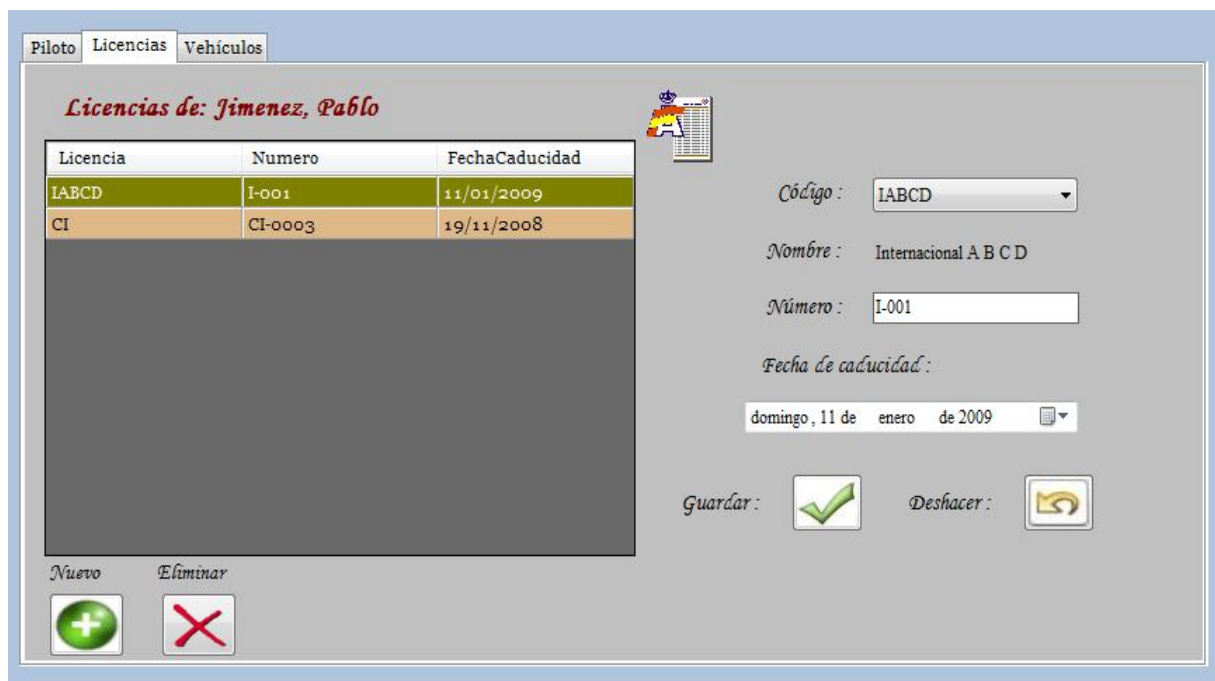 Piloto Licencias Vehículos
Licencias de: Jimenez, Pablo
Licencia Numero FechaCaducidad
IABCD I-001 11/01/2009
CI CI-0003 19/11/2008
Código : IABCD
Nombre : Internacional A B C D
Número : I-001
Fecha de caducidad :
domingo , 11 de enero de 2009
Guardar : Deshacer :
Nuevo Eliminar